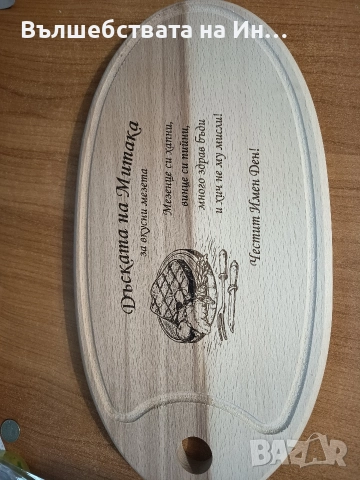 Вълшебствата на Ин...
Дъската на Митака
за вкусни мезета
Мезенце си хапни,
винце си пийни,
много здрав бъди
и хич не му мисли!
Честит Имен Ден!
BAZAR